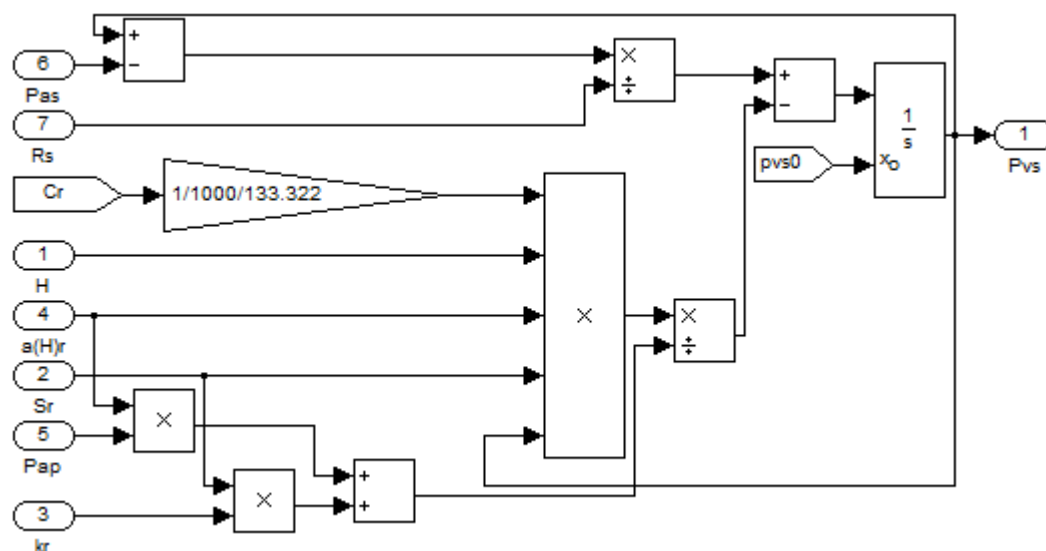 +
−
6
Pas
7
Rs
×
÷
+
−
1
s
xo
pvs0
1
Pvs
Cr
1/1000/133.322
1
H
4
a(H)r
2
Sr
5
Pap
3
kr
×
×
÷
×
×
+
+